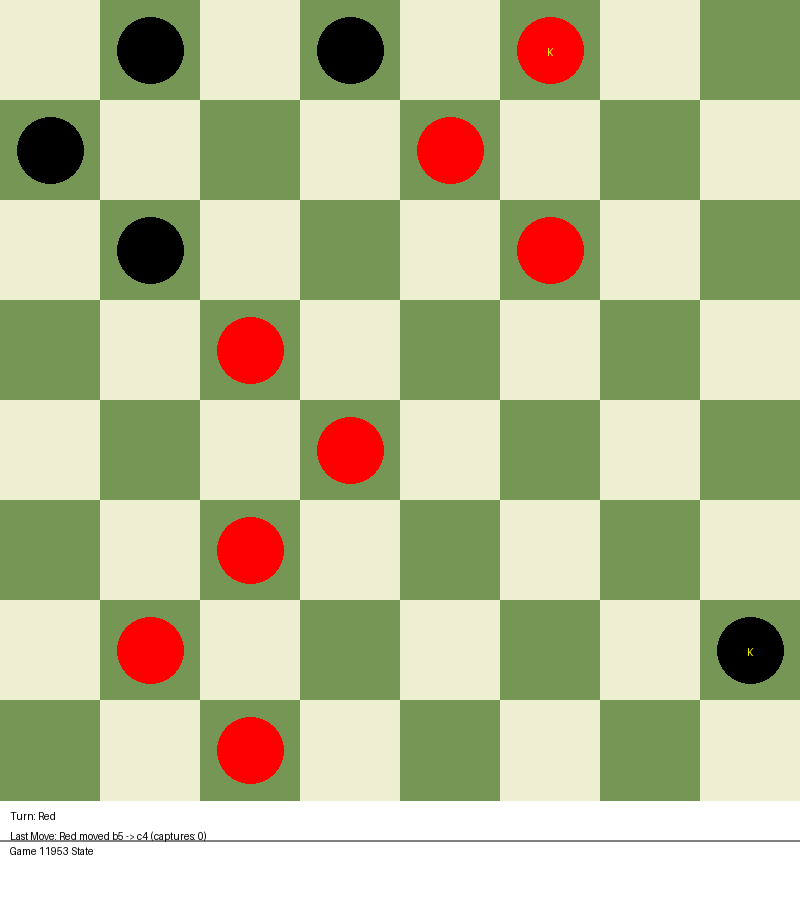 K
K
Turn: Red
Last Move: Red moved b5 -> c4 (captures: 0)
Game 11953 State